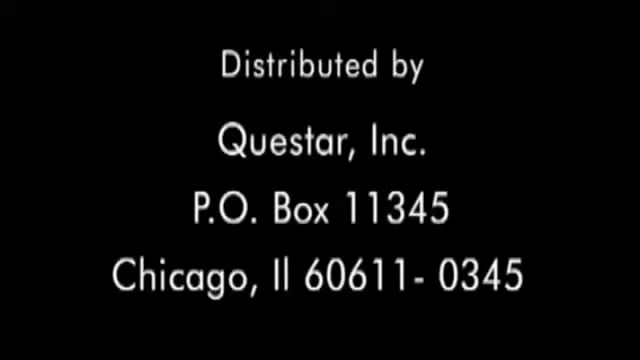 Distributed by
Questar, Inc.
P.O. Box 11345
Chicago, Il 60611- 0345